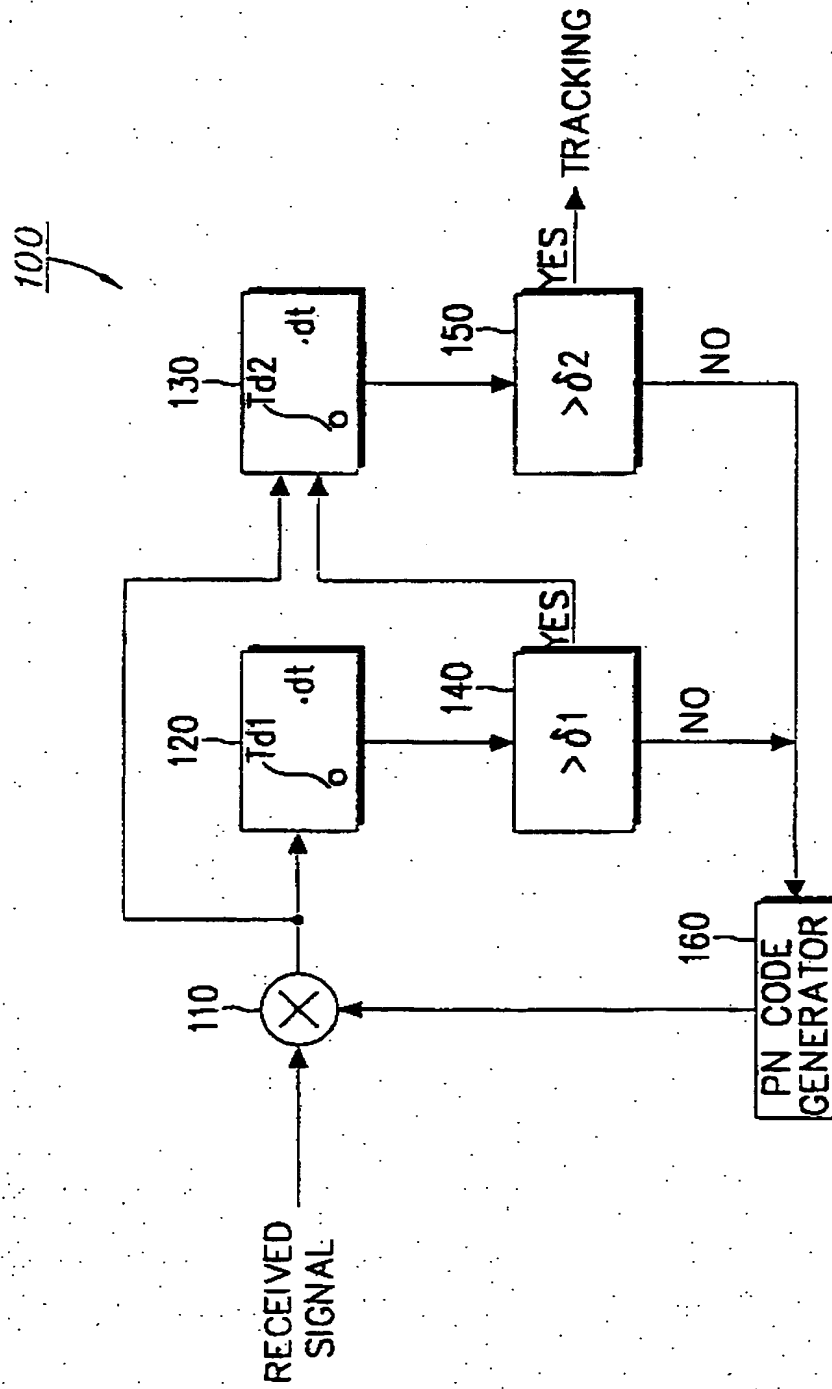 100
RECEIVED
SIGNAL
110
120
Td1
o
.dt
130
Td2
o
.dt
140
>δ1
YES
NO
150
>δ2
YES
TRACKING
NO
160
PN CODE
GENERATOR